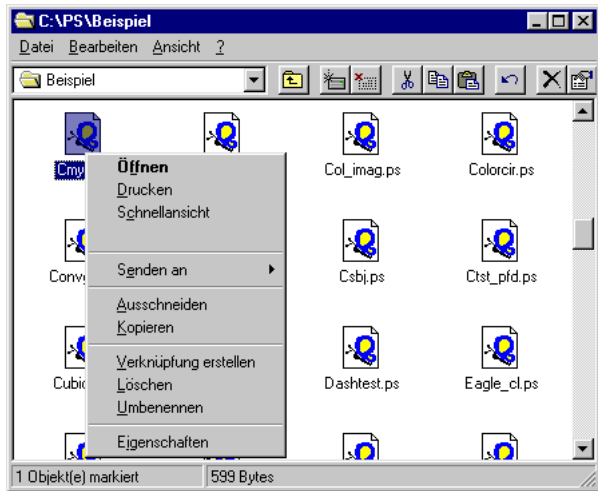 C:\PS\Beispiel
Datei Bearbeiten Ansicht ?
Beispiel
Cmy
Col_imag.ps
Colorcir.ps
Öffnen
Drucken
Schnellansicht
Conv
Csbj.ps
Ctst_pfd.ps
Senden an
Ausschneiden
Kopieren
Verknüpfung erstellen
Cubic
Löschen
Dashtest.ps
Eagle_cl.ps
Umbenennen
Eigenschaften
1 Objekt(e) markiert
599 Bytes